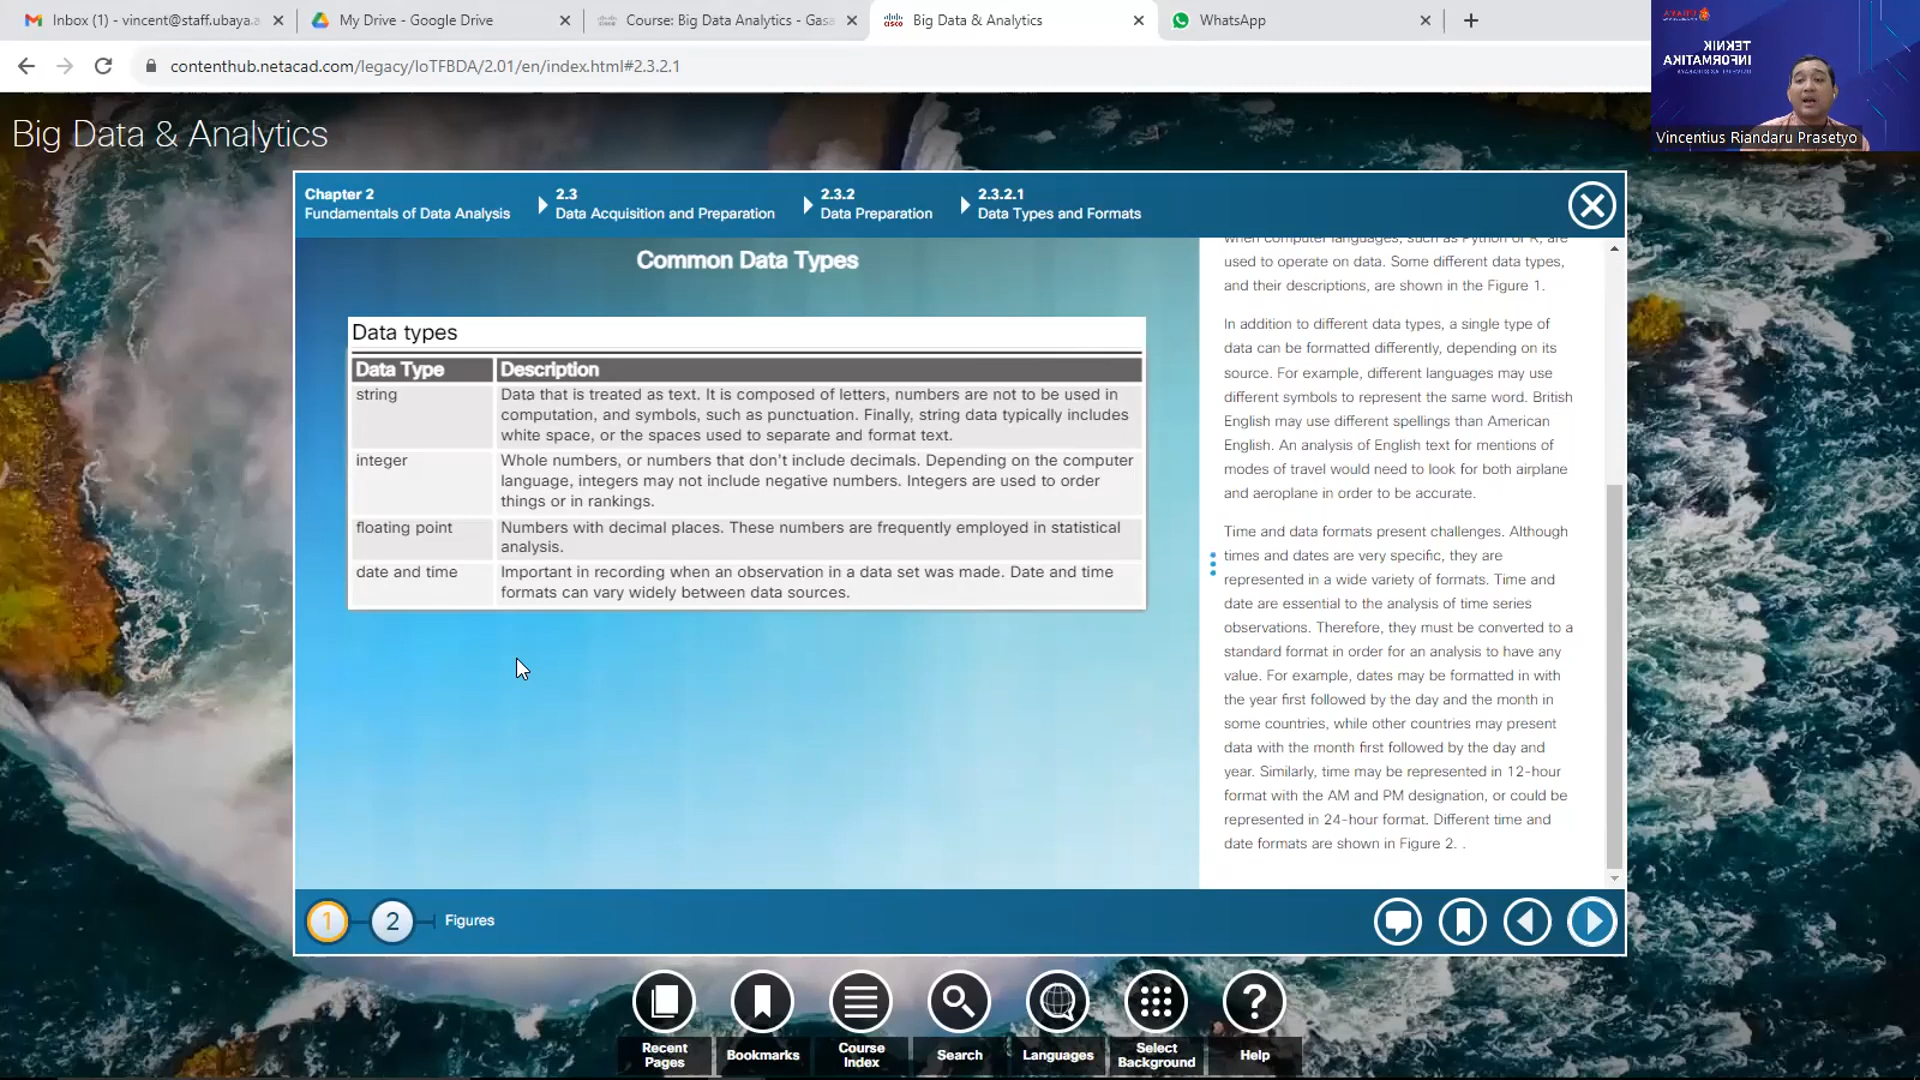 Inbox (1) - vincent@staff.ubaya.a
My Drive - Google Drive
Course: Big Data Analytics - Gasa
Big Data & Analytics
WhatsApp
contenthub.netacad.com/legacy/IoTFBDA/2.01/en/index.html#2.3.2.1
TEKNIK
INFORMATIKA
Vincentius Riandaru Prasetyo
Big Data & Analytics
Chapter 2
Fundamentals of Data Analysis
2.3
Data Acquisition and Preparation
2.3.2
Data Preparation
2.3.2.1
Data Types and Formats
Common Data Types
Data types
Data Type Description
string
Data that is treated as text. It is composed of letters, numbers are not to be used in
computation, and symbols, such as punctuation. Finally, string data typically includes
white space, or the spaces used to separate and format text.
integer
Whole numbers, or numbers that don't include decimals. Depending on the computer
language, integers may not include negative numbers. Integers are used to order
things or in rankings.
floating point
Numbers with decimal places. These numbers are frequently employed in statistical
analysis.
date and time
Important in recording when an observation in a data set was made. Date and time
formats can vary widely between data sources.
when computer languages, such as Python or R, are
used to operate on data. Some different data types,
and their descriptions, are shown in the Figure 1.
In addition to different data types, a single type of
data can be formatted differently, depending on its
source. For example, different languages may use
different symbols to represent the same word. British
English may use different spellings than American
English. An analysis of English text for mentions of
modes of travel would need to look for both airplane
and aeroplane in order to be accurate.
Time and data formats present challenges. Although
times and dates are very specific, they are
represented in a wide variety of formats. Time and
date are essential to the analysis of time series
observations. Therefore, they must be converted to a
standard format in order for an analysis to have any
value. For example, dates may be formatted in with
the year first followed by the day and the month in
some countries, while other countries may present
data with the month first followed by the day and
year. Similarly, time may be represented in 12-hour
format with the AM and PM designation, or could be
represented in 24-hour format. Different time and
date formats are shown in Figure 2. .
1 2 Figures
Recent
Pages
Bookmarks
Course
Index
Search
Languages
Select
Background
Help